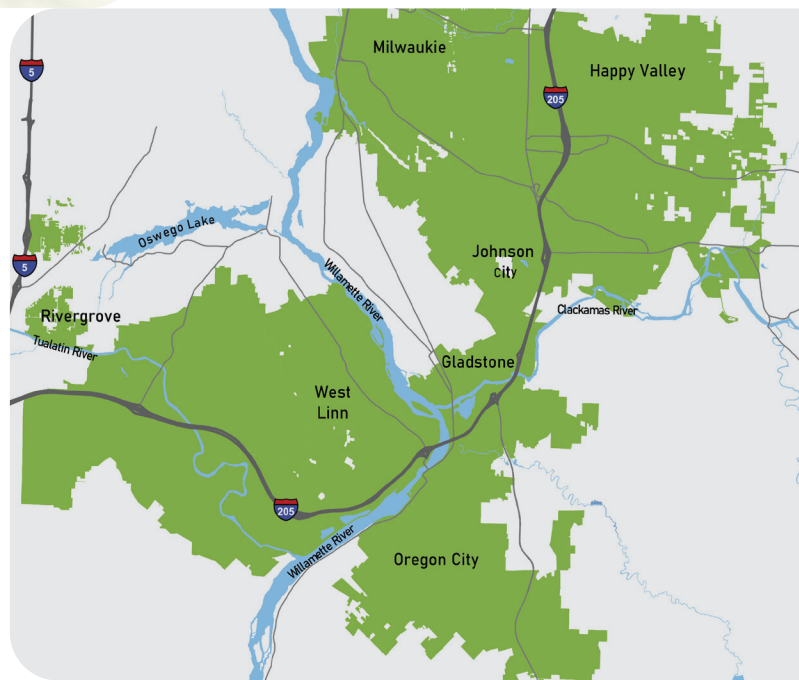 Milwaukie
5
Happy Valley
205
Oswego Lake
Johnson
City
5
Willamette River
Rivergrove
Clackamas River
Tualatin River
Gladstone
West
Linn
205
Willamette River
Oregon City